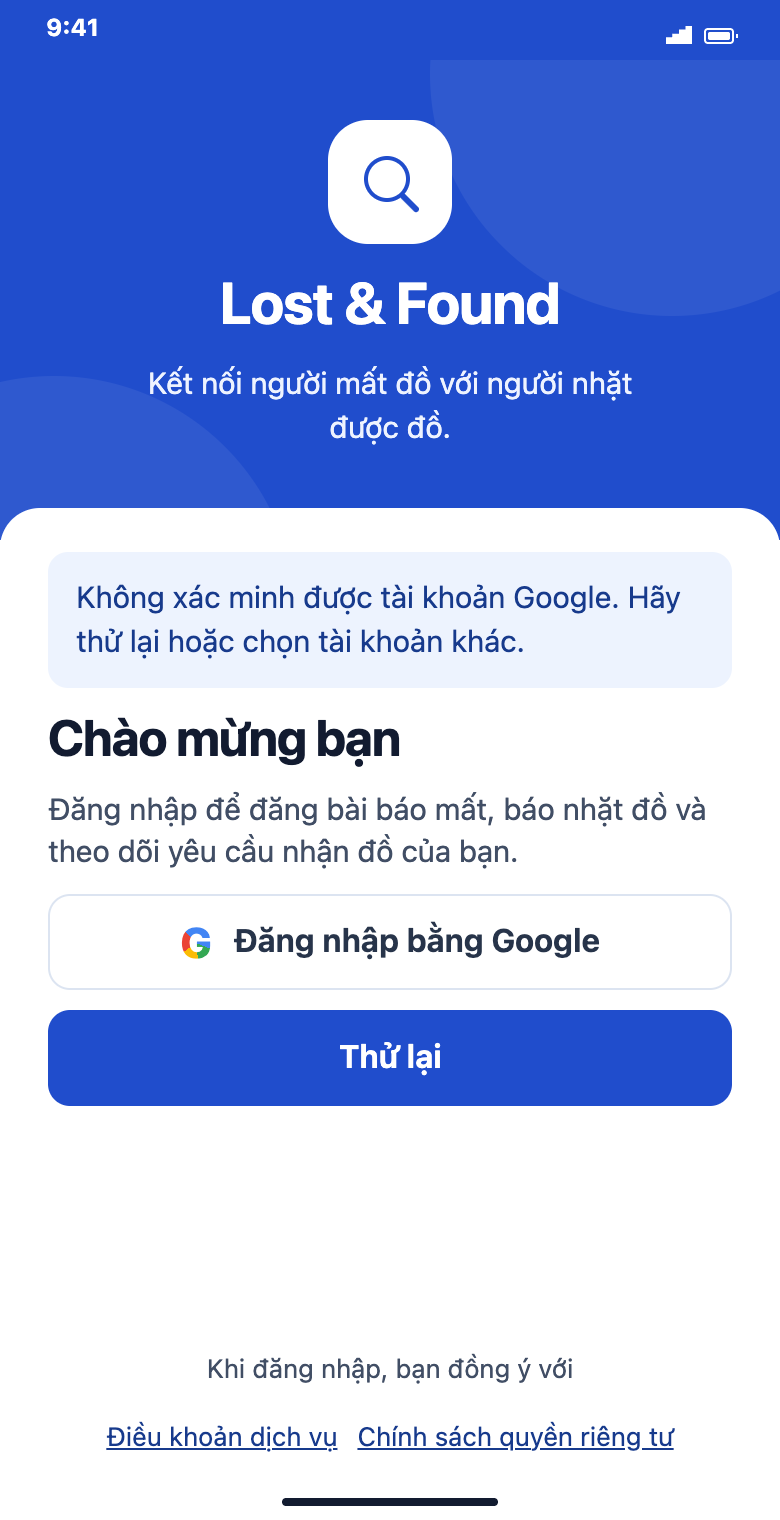 9:41
Lost & Found
Kết nối người mất đồ với người nhặt
được đồ.
Không xác minh được tài khoản Google. Hãy
thử lại hoặc chọn tài khoản khác.
Chào mừng bạn
Đăng nhập để đăng bài báo mất, báo nhặt đồ và
theo dõi yêu cầu nhận đồ của bạn.
Đăng nhập bằng Google
Thử lại
Khi đăng nhập, bạn đồng ý với
Điều khoản dịch vụ Chính sách quyền riêng tư